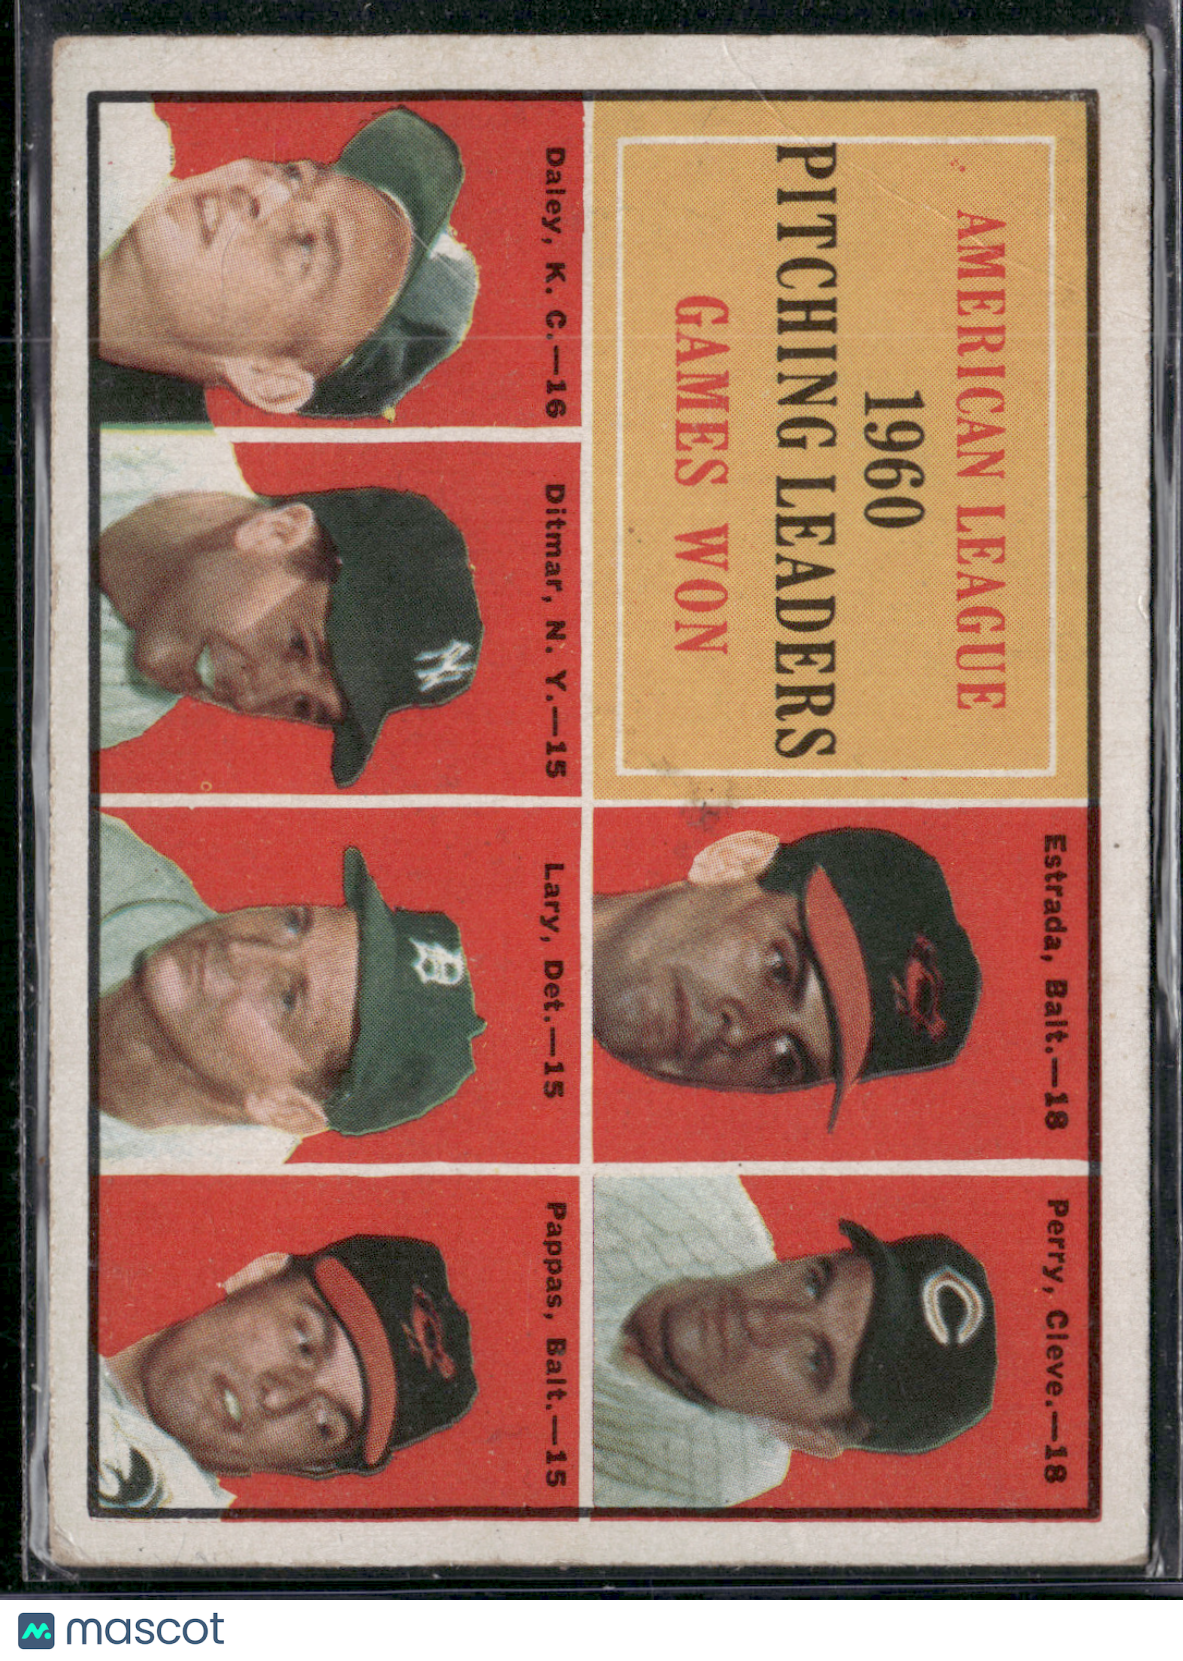 AMERICAN LEAGUE
1960
PITCHING LEADERS
GAMES WON
Estrada, Balt.—18
Perry, Cleve.—18
Daley, K. C.—16
Ditmar, N. Y.—15
Lary, Det.—15
Pappas, Balt.—15
NY
D
C
mascot